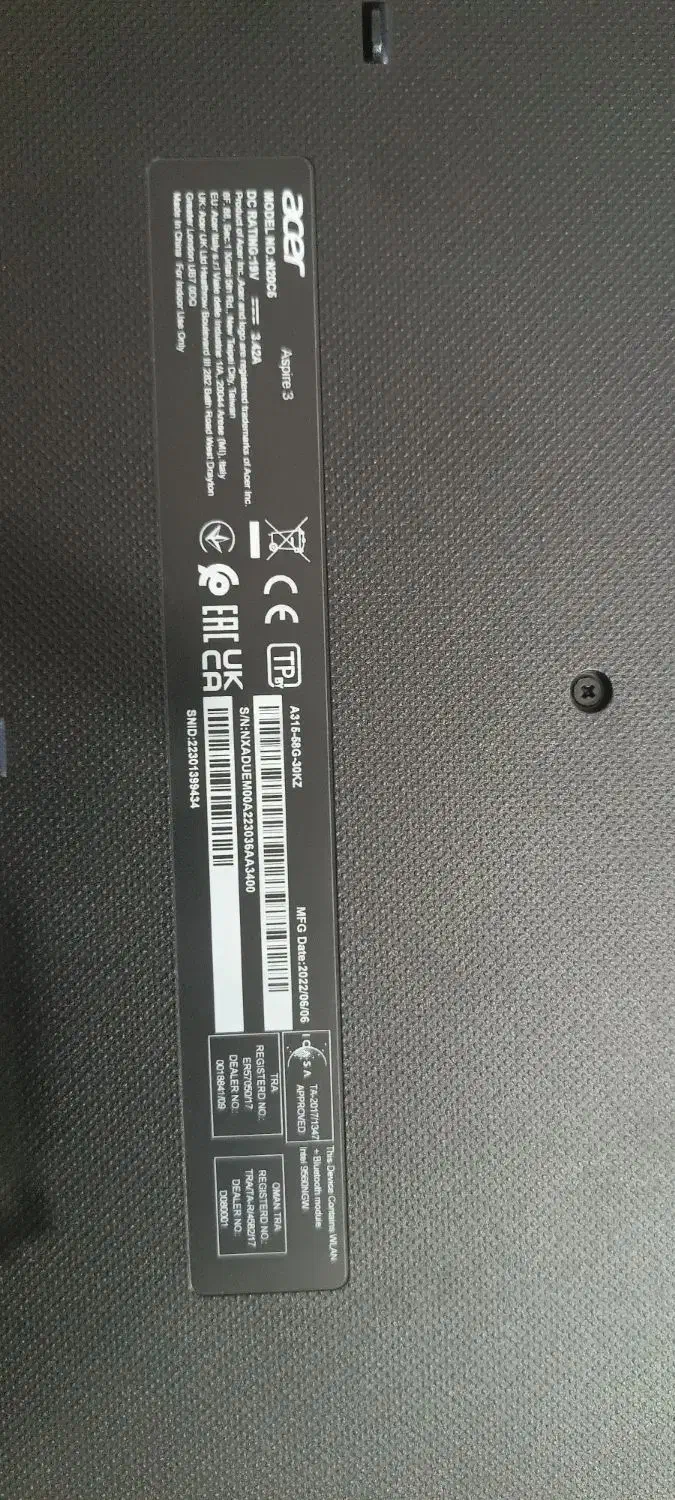 acer
Aspire 3
MODEL NO.:N20C5
DC RATING:19V 3.42A
Product of Acer Inc. Acer and logo are registered trademarks of Acer Inc.
8F, 88, Sec.1 Xintai 5th Rd., New Taipei City, Taiwan
EU: Acer Italy s.r.l Viale delle Industrie 1/A, 20044 Arese (MI), Italy
UK: Acer UK Ltd Heathrow Boulevard III 282 Bath Road West Drayton
Greater London UB7 0DQ
Made In China For Indoor Use Only
CE
TP
BY
EAC
UK
CA
A315-58G-30KZ
MFG Date:2022/06/06
S/N:NXADUEM00A223036AA3400
SNID:22301399434
ICASA
TA-2017/1347
APPROVED
TRA
REGISTERD NO.:
ER57050/17
DEALER NO.:
0018841/09
This Device Contains WLAN
+ Bluetooth module:
Intel 9560NGW
OMAN TRA
REGISTERED NO.:
TRA/TA-R/4582/17
DEALER NO.:
D080001